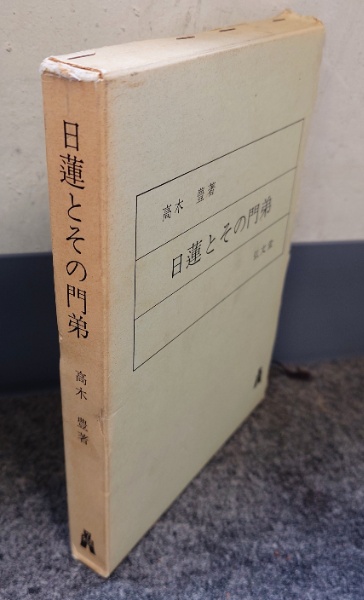 日蓮とその門弟
高木 豊著
高木 豊著
日蓮とその門弟
弘文堂